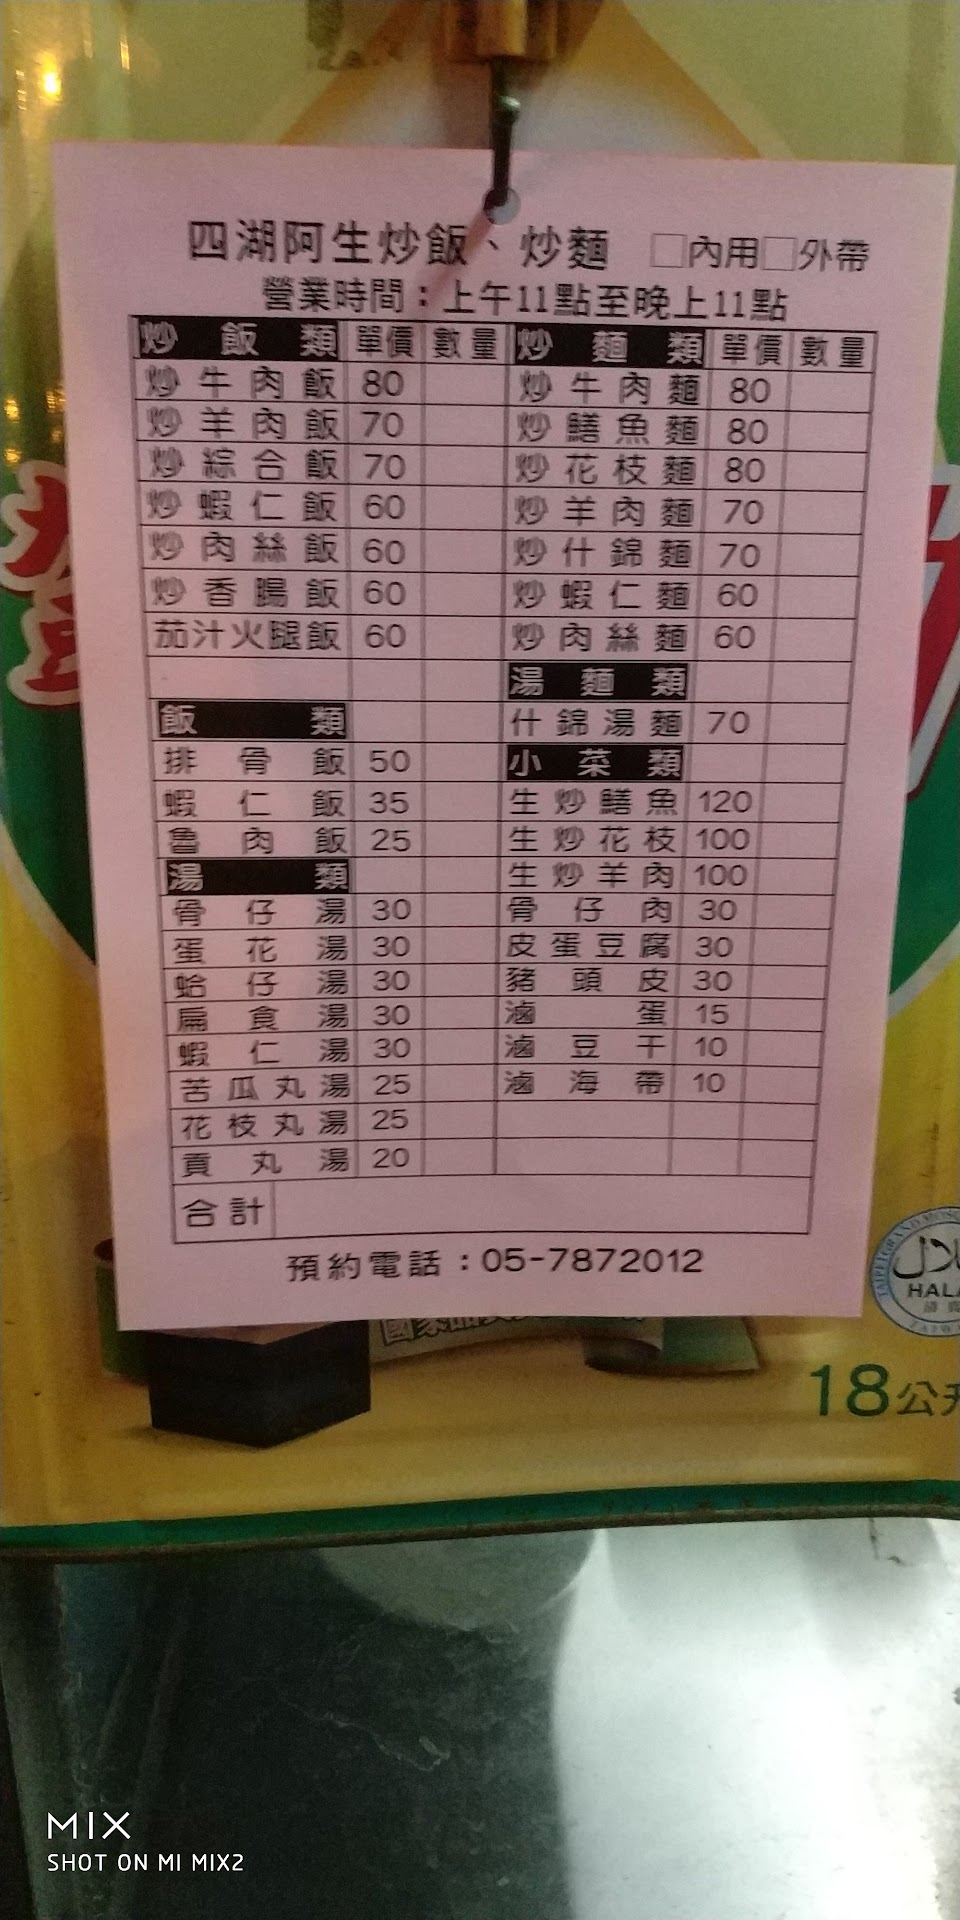 四湖阿生炒飯、炒麵 □內用□外帶
營業時間：上午11點至晚上11點
炒飯類 單價 數量 炒麵類 單價 數量
炒牛肉飯 80 炒牛肉麵 80
炒羊肉飯 70 炒鱔魚麵 80
炒綜合飯 70 炒花枝麵 80
炒蝦仁飯 60 炒羊肉麵 70
炒肉絲飯 60 炒什錦麵 70
炒香腸飯 60 炒蝦仁麵 60
茄汁火腿飯 60 炒肉絲麵 60
湯麵類
飯類 什錦湯麵 70
排骨飯 50 小菜類
蝦仁飯 35 生炒鱔魚 120
魯肉飯 25 生炒花枝 100
湯類 生炒羊肉 100
骨仔湯 30 骨仔肉 30
蛋花湯 30 皮蛋豆腐 30
蛤仔湯 30 豬頭皮 30
扁食湯 30 滷蛋 15
蝦仁湯 30 滷豆干 10
苦瓜丸湯 25 滷海帶 10
花枝丸湯 25
貢丸湯 20
合計
預約電話：05-7872012
18公升
MIX
SHOT ON MI MIX2